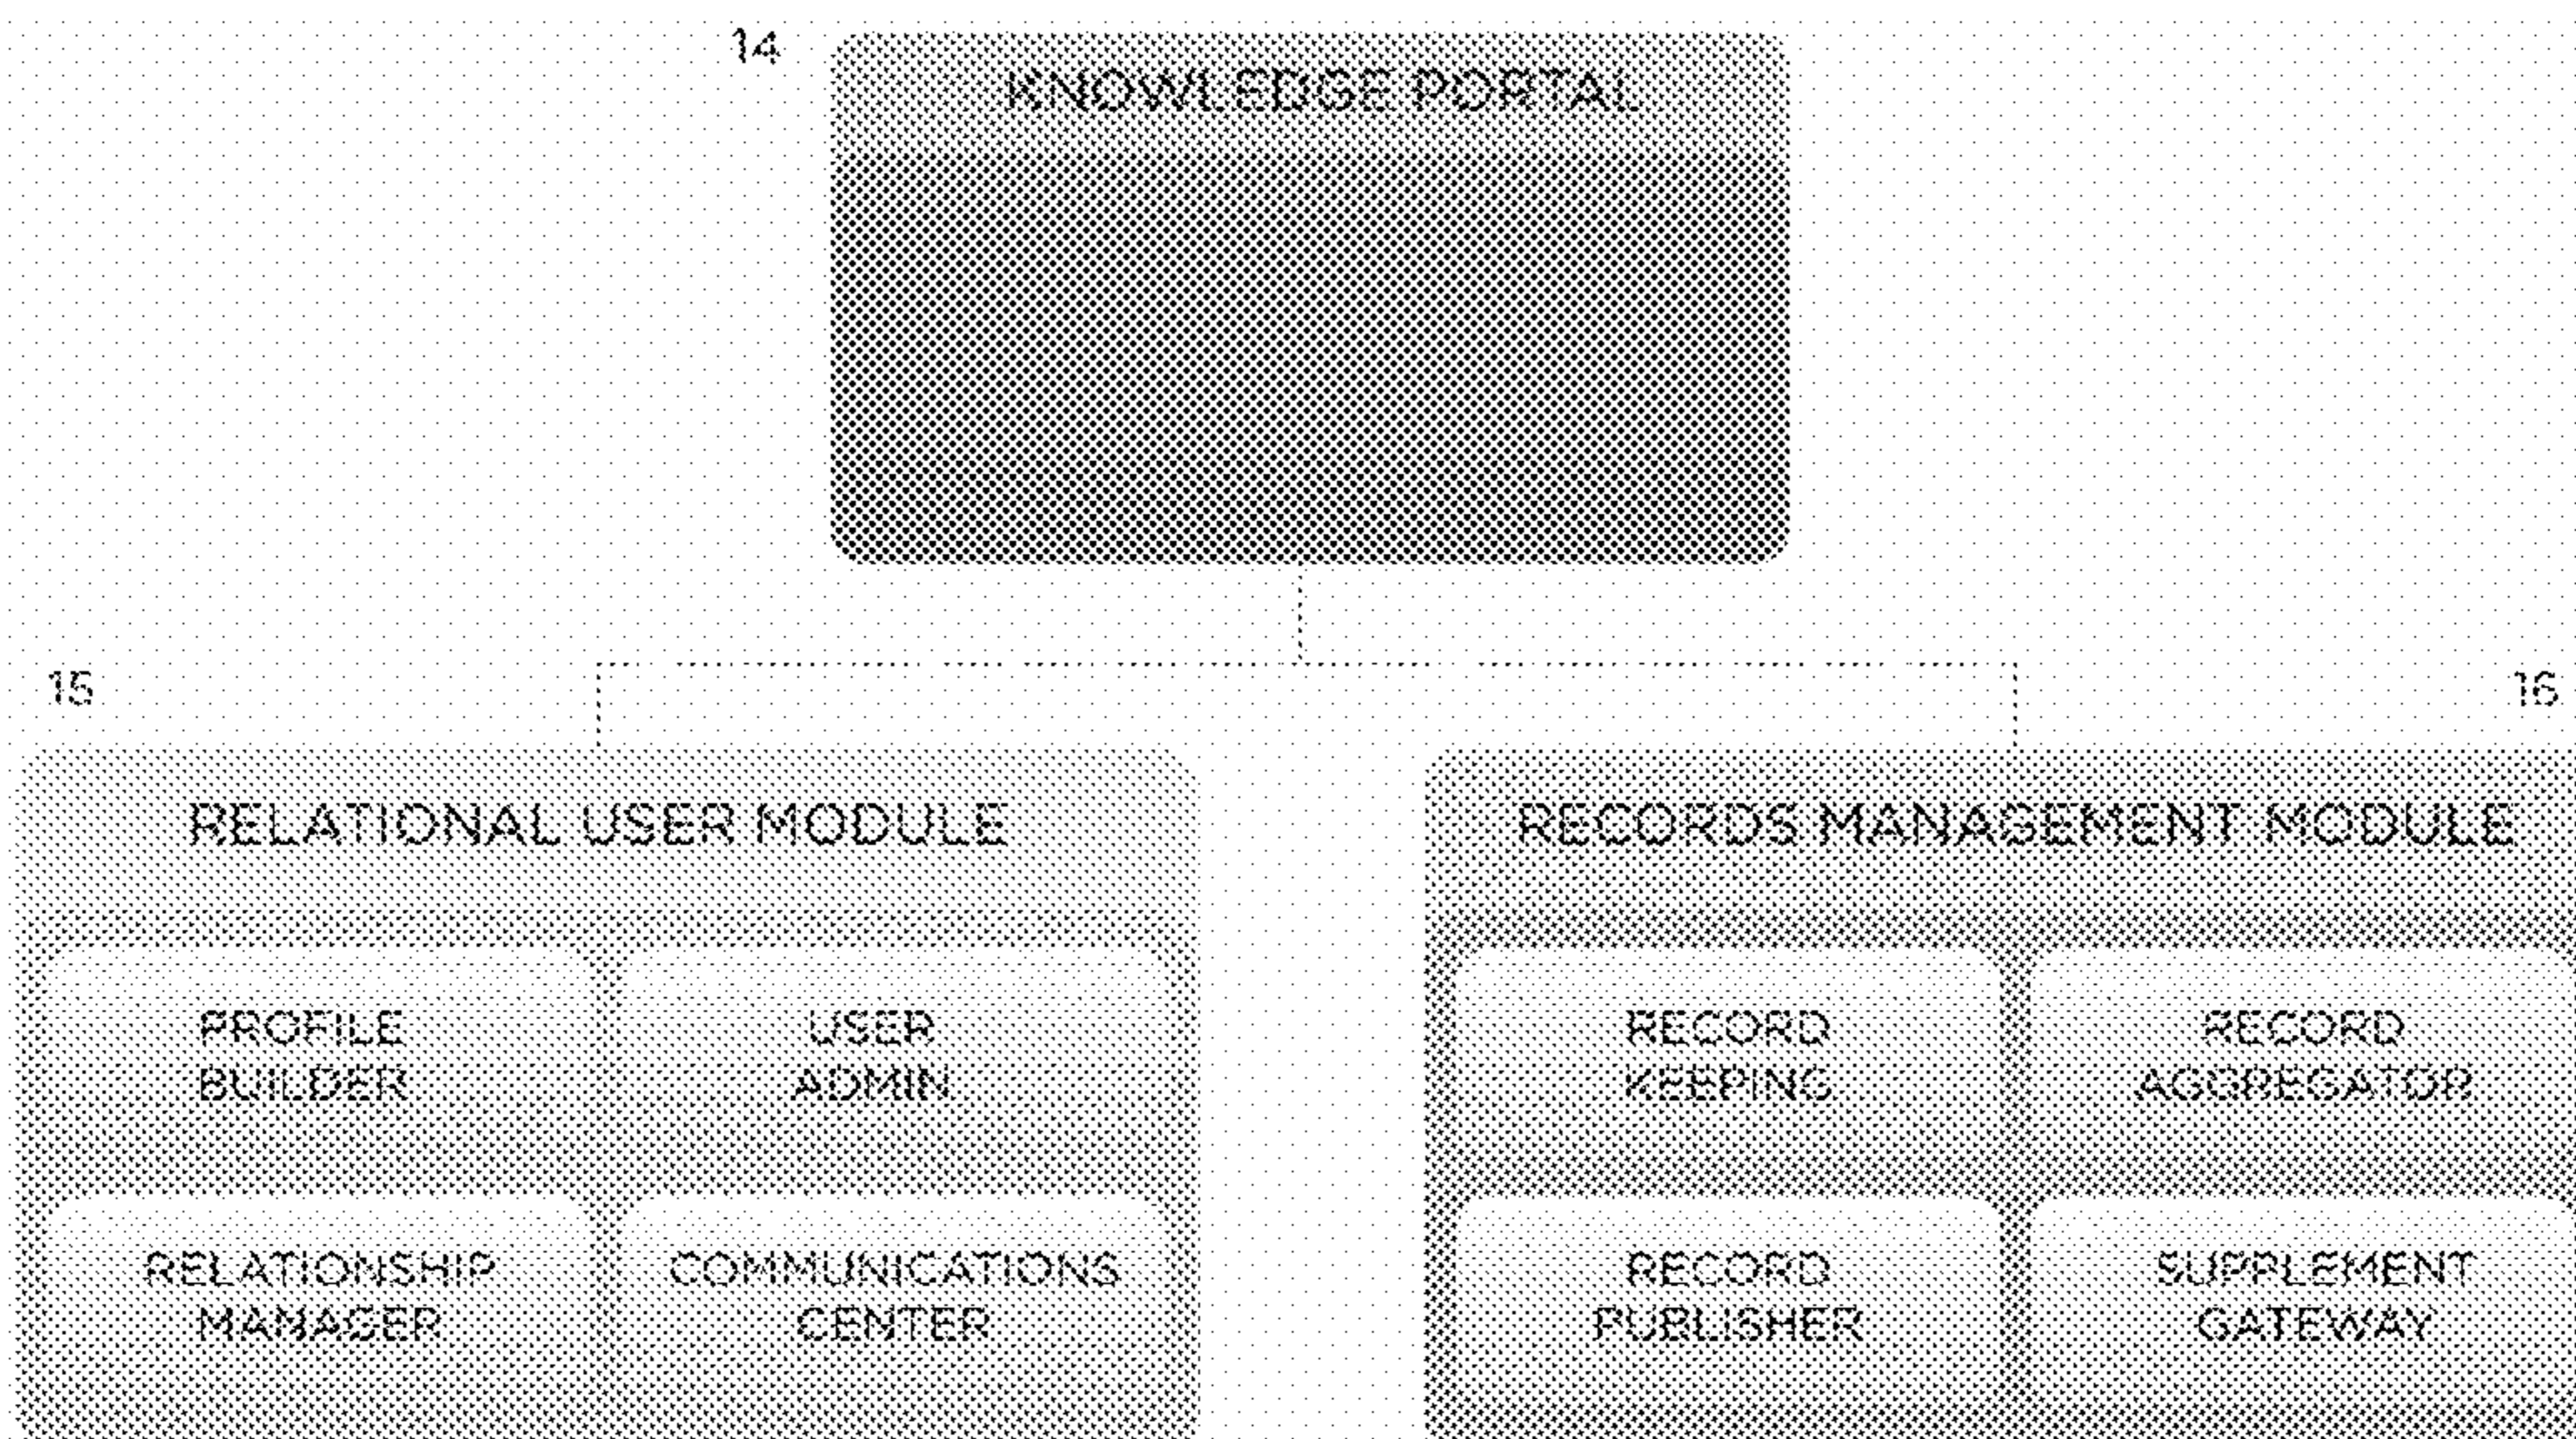 14
KNOWLEDGE PORTAL
15
16
RELATIONAL USER MODULE
RECORDS MANAGEMENT MODULE
PROFILE
BUILDER
USER
ADMIN
RECORD
KEEPING
RECORD
AGGREGATOR
RELATIONSHIP
MANAGER
COMMUNICATIONS
CENTER
RECORD
PUBLISHER
SUPPLEMENT
GATEWAY